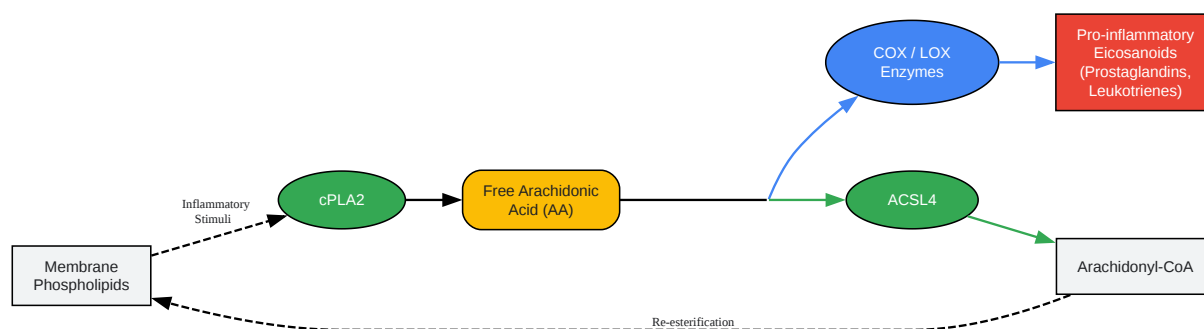 COX / LOX
Enzymes
Pro-inflammatory
Eicosanoids
(Prostaglandins,
Leukotrienes)
Inflammatory
Stimuli
cPLA2
Free Arachidonic
Acid (AA)
ACSL4
Membrane
Phospholipids
Arachidonyl-CoA
Re-esterification